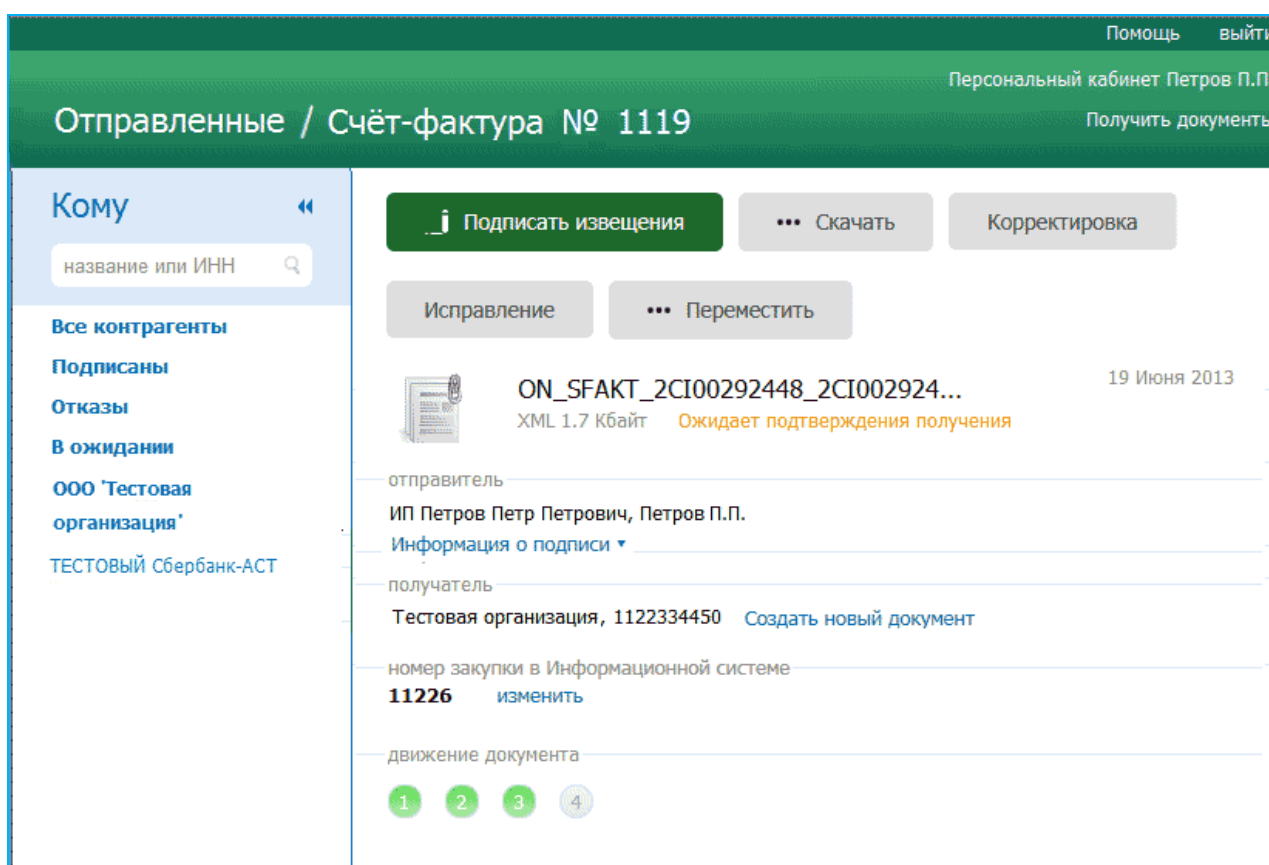 Помощь выйти
Персональный кабинет Петров П.П
Отправленные / Счёт-фактура № 1119
Получить документы
Кому
название или ИНН
Все контрагенты
Подписаны
Отказы
В ожидании
ООО 'Тестовая
организация'
ТЕСТОВЫЙ Сбербанк-АСТ
Подписать извещения
••• Скачать
Корректировка
Исправление
••• Переместить
ON_SFAKT_2CI00292448_2CI002924...
19 Июня 2013
XML 1.7 Кбайт Ожидает подтверждения получения
отправитель
ИП Петров Петр Петрович, Петров П.П.
Информация о подписи
получатель
Тестовая организация, 1122334450 Создать новый документ
номер закупки в Информационной системе
11226 изменить
движение документа
1 2 3 4